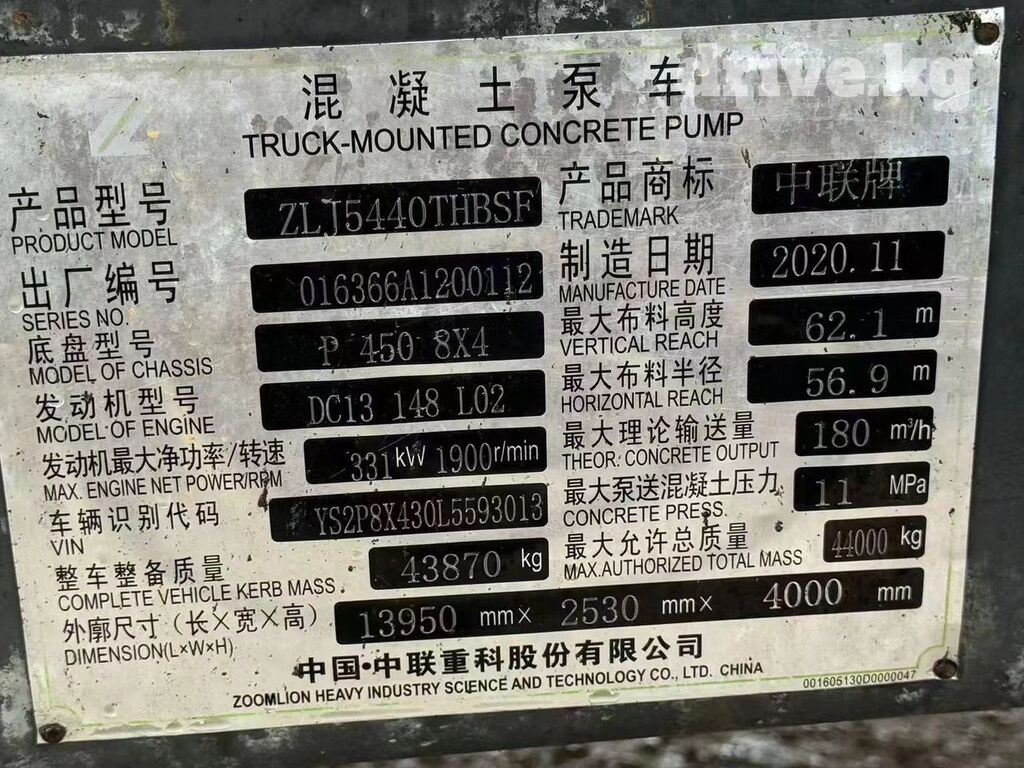 drive.kg
混凝土泵车
TRUCK-MOUNTED CONCRETE PUMP
产品型号 ZLJ5440THBSF
PRODUCT MODEL
产品商标 中联牌
TRADEMARK
出厂编号 016366A1200112
SERIES NO.
制造日期 2020.11
MANUFACTURE DATE
底盘型号 P 450 8X4
MODEL OF CHASSIS
最大布料高度 62.1 m
VERTICAL REACH
发动机型号 DC13 148 L02
MODEL OF ENGINE
最大布料半径 56.9 m
HORIZONTAL REACH
发动机最大净功率/转速 331kW 1900r/min
MAX. ENGINE NET POWER/RPM
最大理论输送量 180 m³/h
THEOR. CONCRETE OUTPUT
车辆识别代码 YS2P8X430L5593013
VIN
最大泵送混凝土压力 11 MPa
CONCRETE PRESS.
整车整备质量 43870 kg
COMPLETE VEHICLE KERB MASS
最大允许总质量 44000 kg
MAX.AUTHORIZED TOTAL MASS
外廓尺寸（长×宽×高） 13950 mm× 2530 mm× 4000 mm
DIMENSION(L×W×H)
中国·中联重科股份有限公司
ZOOMLION HEAVY INDUSTRY SCIENCE AND TECHNOLOGY CO., LTD. CHINA
001605130D0000047